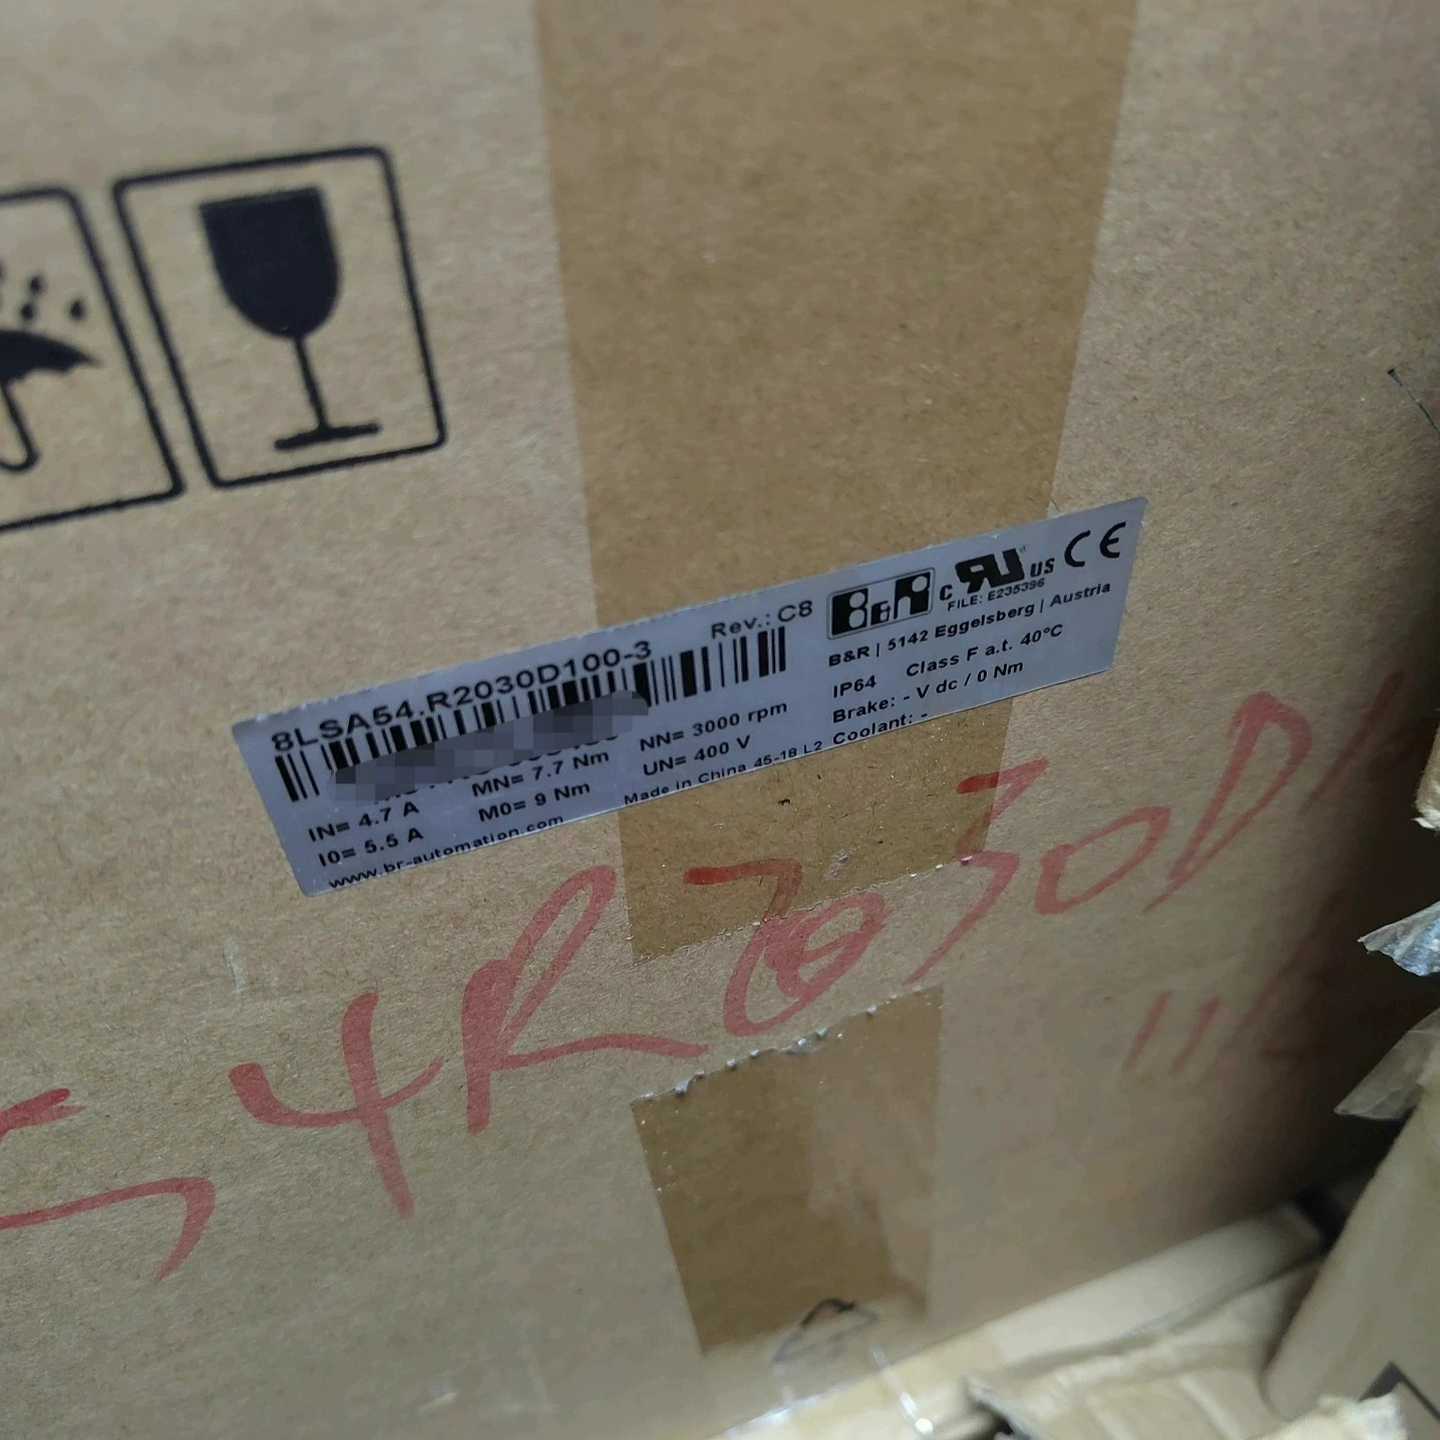 8LSA54.R2030D100-3 Rev.: C8
IN= 4.7 A MN= 7.7 Nm NN= 3000 rpm
I0= 5.5 A M0= 9 Nm UN= 400 V
www.br-automation.com Made in China 45-18 L2
B&R c RU US CE
FILE: E235396
B&R | 5142 Eggelsberg | Austria
IP64 Class F a.t. 40°C
Brake: - V dc / 0 Nm
Coolant: -
54R2030D